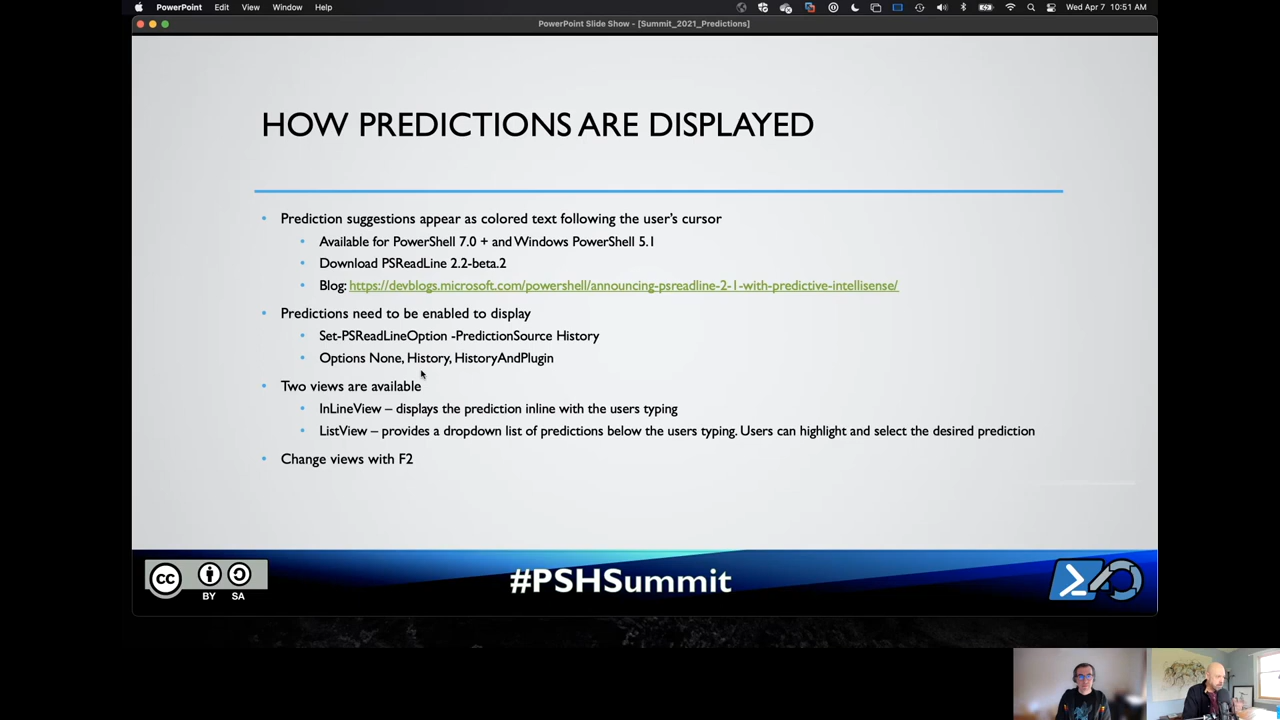 PowerPoint Edit View Window Help Wed Apr 7 10:51 AM
PowerPoint Slide Show - [Summit_2021_Predictions]
HOW PREDICTIONS ARE DISPLAYED
• Prediction suggestions appear as colored text following the user's cursor
• Available for PowerShell 7.0 + and Windows PowerShell 5.1
• Download PSReadLine 2.2-beta.2
• Blog: https://devblogs.microsoft.com/powershell/announcing-psreadline-2-1-with-predictive-intellisense/
• Predictions need to be enabled to display
• Set-PSReadLineOption -PredictionSource History
• Options None, History, HistoryAndPlugin
• Two views are available
• InLineView – displays the prediction inline with the users typing
• ListView – provides a dropdown list of predictions below the users typing. Users can highlight and select the desired prediction
• Change views with F2
cc
BY SA
#PSHSummit